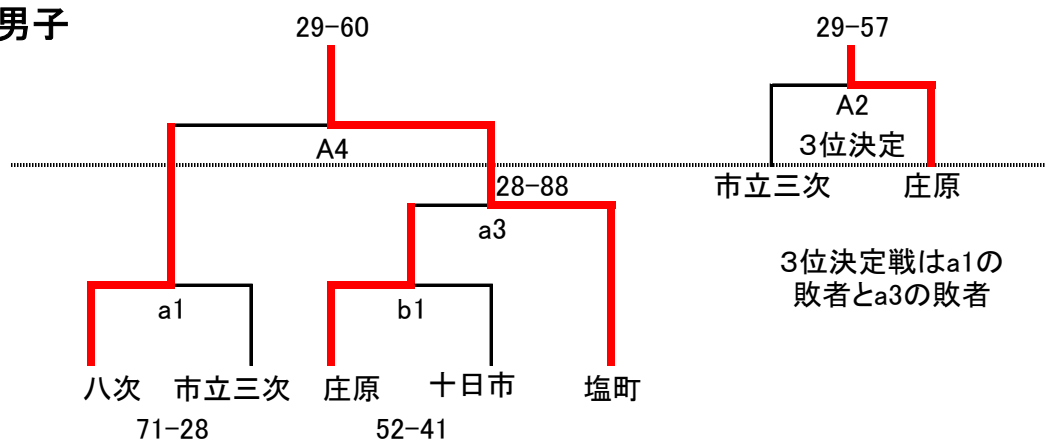 男子
29-60
29-57
A4
A2
3位決定
市立三次
庄原
28-88
a3
3位決定戦はa1の
敗者とa3の敗者
a1
b1
八次
市立三次
庄原
十日市
塩町
71-28
52-41